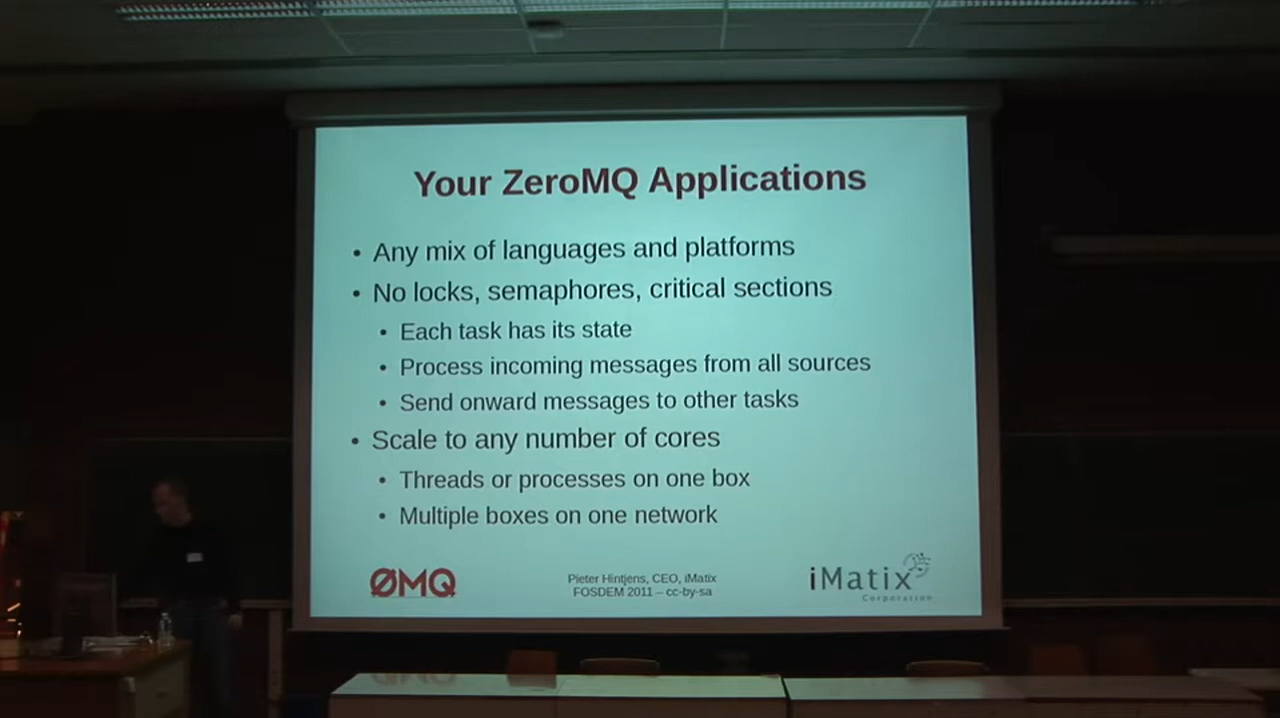 Your ZeroMQ Applications
• Any mix of languages and platforms
• No locks, semaphores, critical sections
• Each task has its state
• Process incoming messages from all sources
• Send onward messages to other tasks
• Scale to any number of cores
• Threads or processes on one box
• Multiple boxes on one network
ØMQ
Pieter Hintjens, CEO, iMatix
FOSDEM 2011 – cc-by-sa
iMatix
Corporation